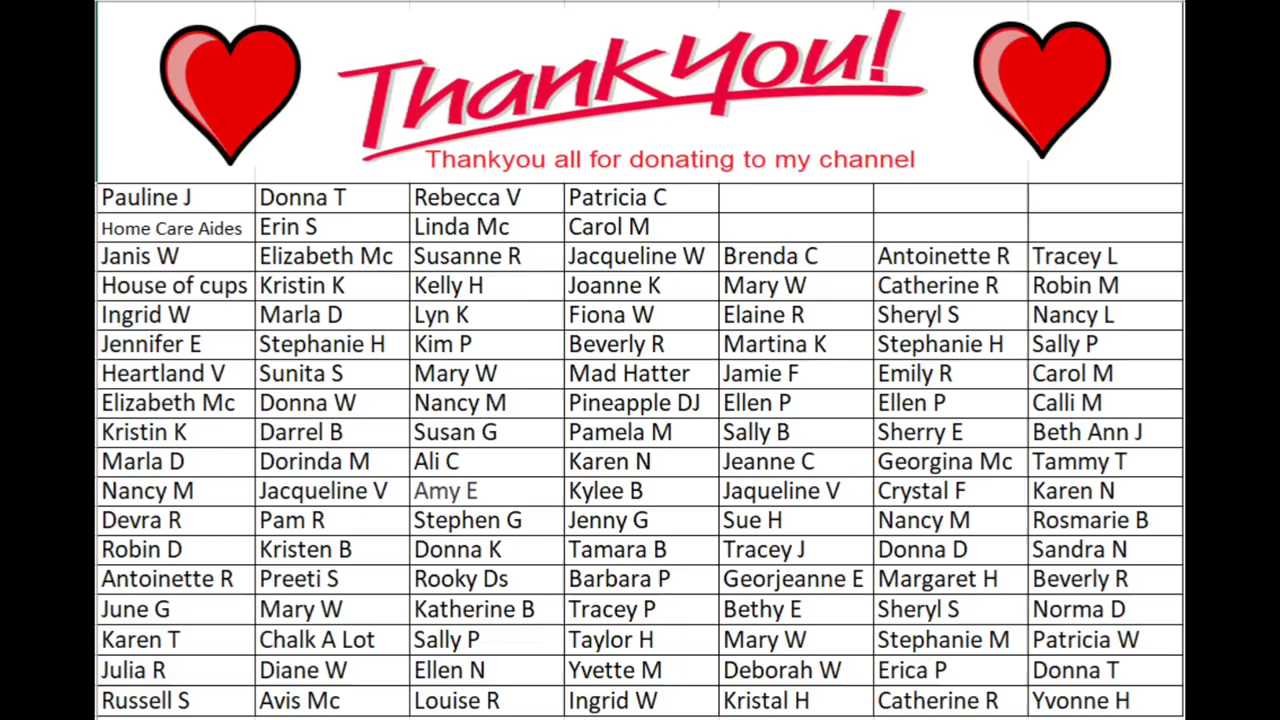 Thank you!
Thankyou all for donating to my channel
Pauline J Donna T Rebecca V Patricia C
Home Care Aides Erin S Linda Mc Carol M
Janis W Elizabeth Mc Susanne R Jacqueline W Brenda C Antoinette R Tracey L
House of cups Kristin K Kelly H Joanne K Mary W Catherine R Robin M
Ingrid W Marla D Lyn K Fiona W Elaine R Sheryl S Nancy L
Jennifer E Stephanie H Kim P Beverly R Martina K Stephanie H Sally P
Heartland V Sunita S Mary W Mad Hatter Jamie F Emily R Carol M
Elizabeth Mc Donna W Nancy M Pineapple DJ Ellen P Ellen P Calli M
Kristin K Darrel B Susan G Pamela M Sally B Sherry E Beth Ann J
Marla D Dorinda M Ali C Karen N Jeanne C Georgina Mc Tammy T
Nancy M Jacqueline V Amy E Kylee B Jaqueline V Crystal F Karen N
Devra R Pam R Stephen G Jenny G Sue H Nancy M Rosmarie B
Robin D Kristen B Donna K Tamara B Tracey J Donna D Sandra N
Antoinette R Preeti S Rooky Ds Barbara P Georjeanne E Margaret H Beverly R
June G Mary W Katherine B Tracey P Bethy E Sheryl S Norma D
Karen T Chalk A Lot Sally P Taylor H Mary W Stephanie M Patricia W
Julia R Diane W Ellen N Yvette M Deborah W Erica P Donna T
Russell S Avis Mc Louise R Ingrid W Kristal H Catherine R Yvonne H